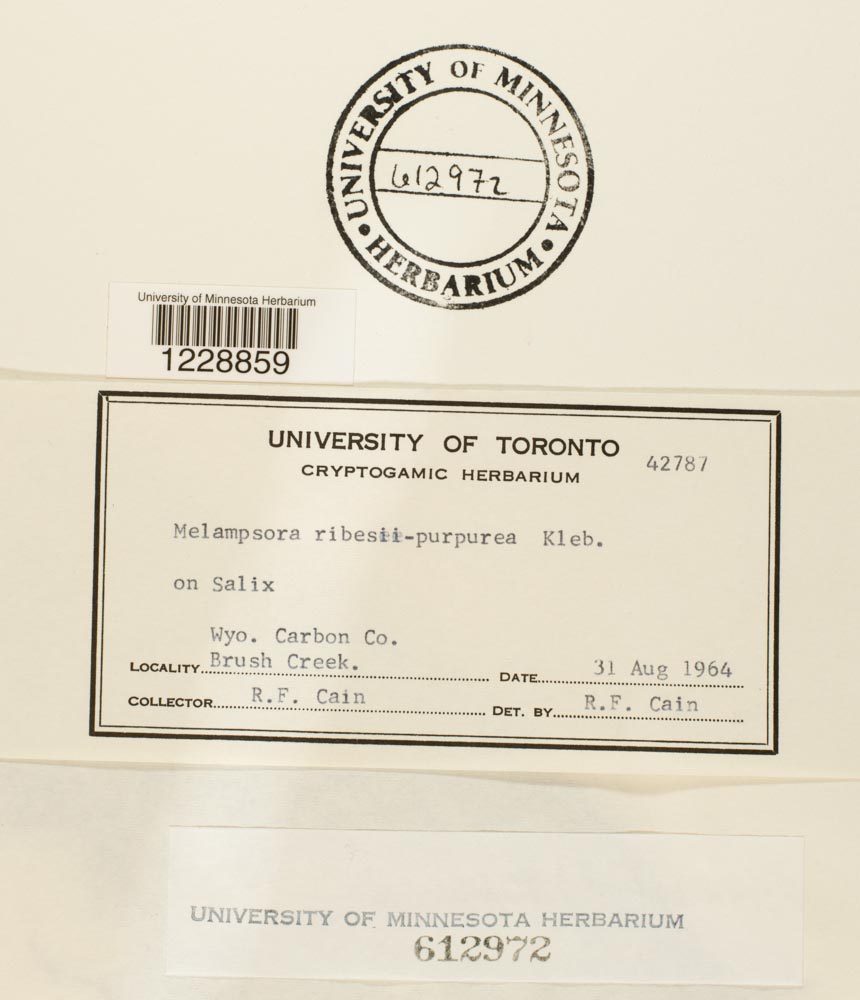 UNIVERSITY OF MINNESOTA
612972
• HERBARIUM •
University of Minnesota Herbarium
1228859
UNIVERSITY OF TORONTO 42787
CRYPTOGAMIC HERBARIUM
Melampsora ribesii-purpurea Kleb.
on Salix
Wyo. Carbon Co.
LOCALITY Brush Creek. DATE 31 Aug 1964
COLLECTOR R.F. Cain DET. BY R.F. Cain
UNIVERSITY OF MINNESOTA HERBARIUM
612972